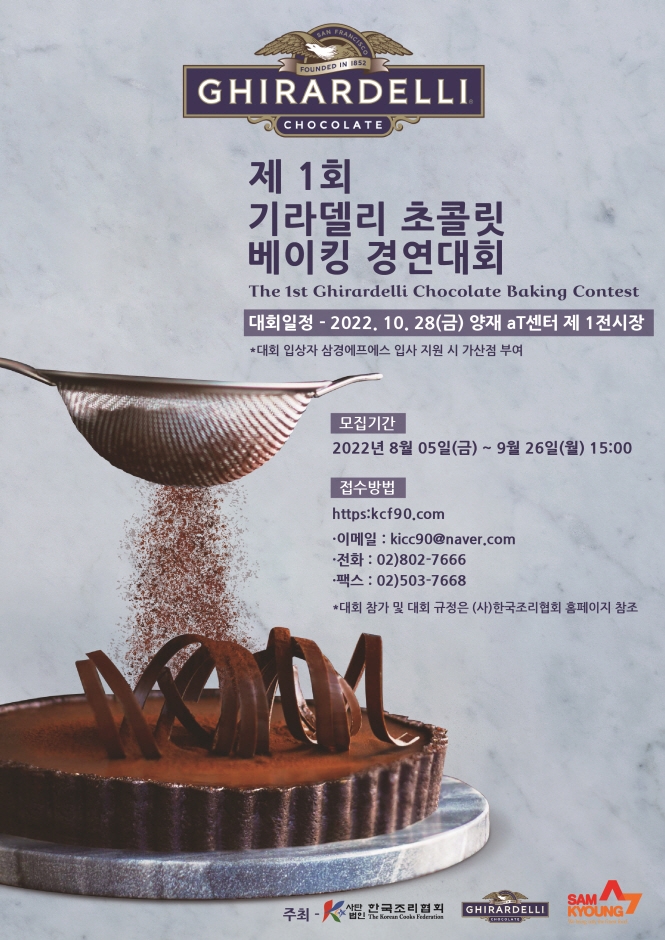 SAN FRANCISCO
FOUNDED IN 1852
GHIRARDELLI
CHOCOLATE
제 1회
기라델리 초콜릿
베이킹 경연대회
The 1st Ghirardelli Chocolate Baking Contest
대회일정 - 2022. 10. 28(금) 양재 aT센터 제 1전시장
*대회 입상자 삼경에프에스 입사 지원 시 가산점 부여
모집기간
2022년 8월 05일(금) ~ 9월 26일(월) 15:00
접수방법
https:kcf90.com
·이메일 : kicc90@naver.com
·전화 : 02)802-7666
·팩스 : 02)503-7668
*대회 참가 및 대회 규정은 (사)한국조리협회 홈페이지 참조
주최 - 사단법인 한국조리협회
The Korean Cooks Federation
GHIRARDELLI
CHOCOLATE
SAM
KYOUNG